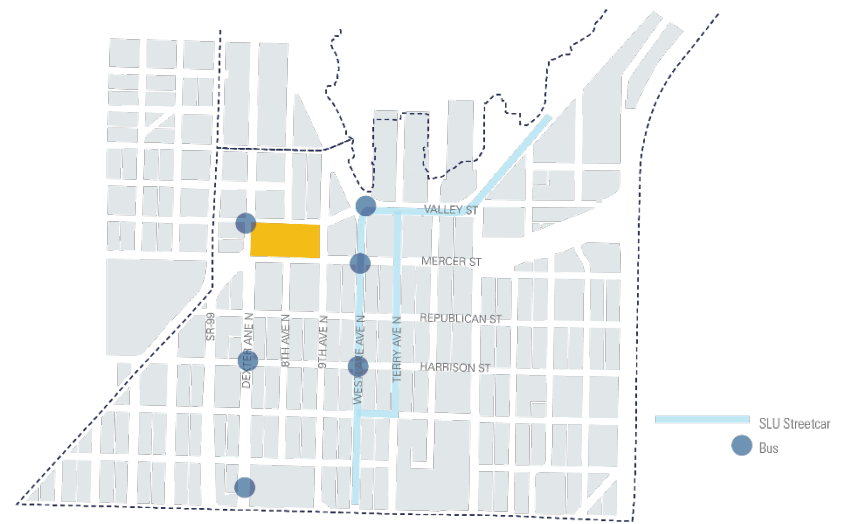 VALLEY ST
MERCER ST
REPUBLICAN ST
HARRISON ST
SR-99
DEXTER AVE N
8TH AVE N
9TH AVE N
WESTLAKE AVE N
TERRY AVE N
SLU Streetcar
Bus